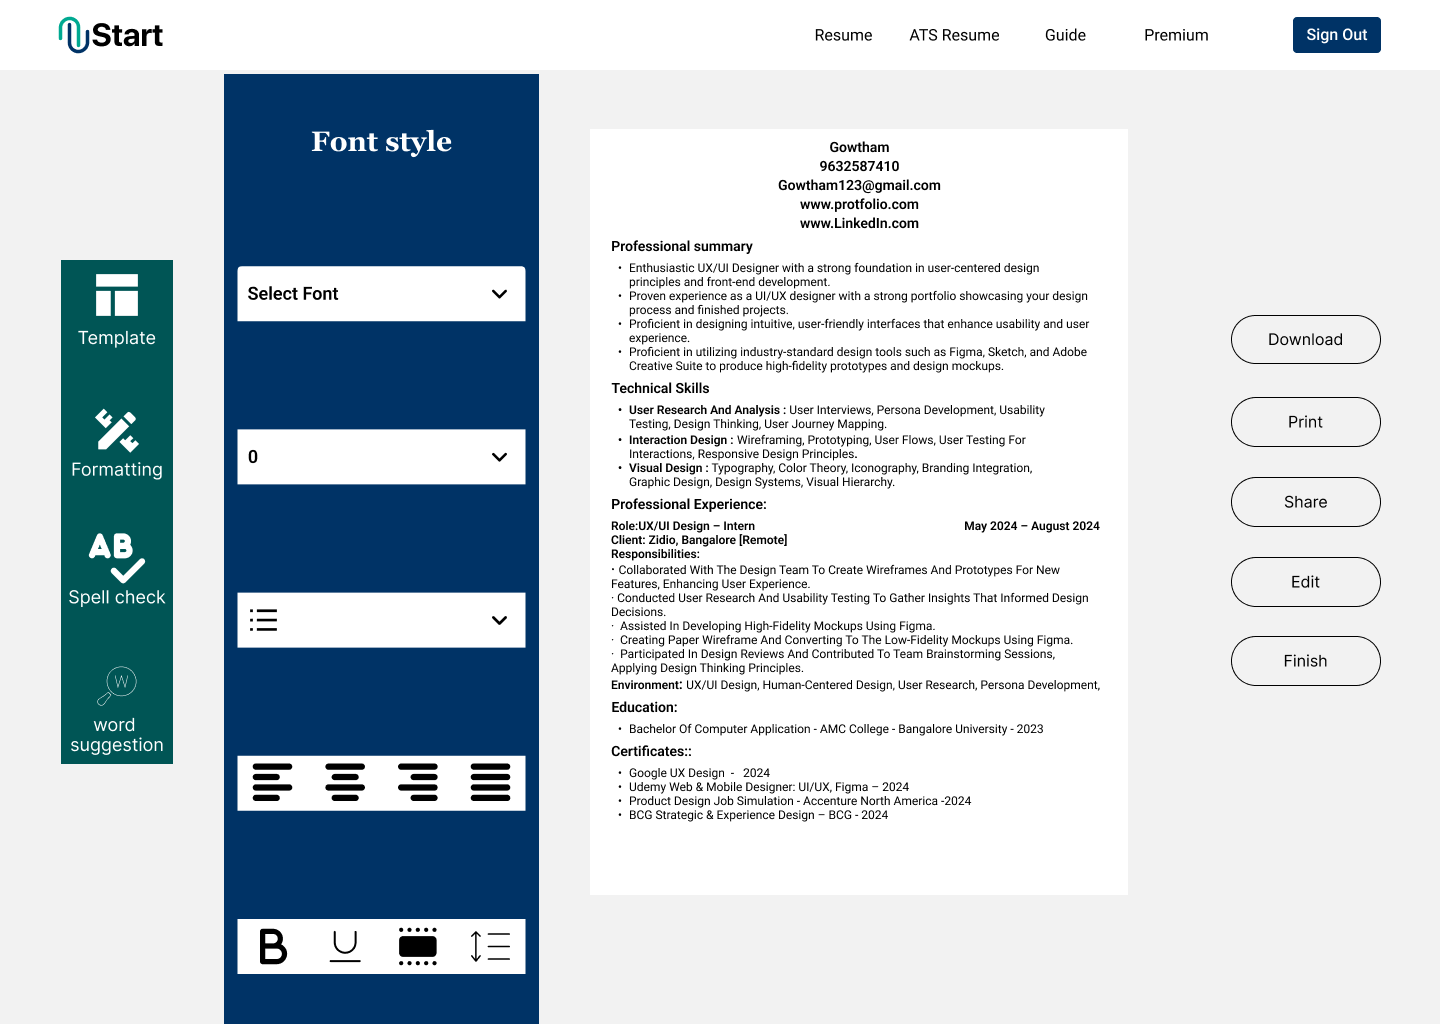 Start
Resume
ATS Resume
Guide
Premium
Sign Out
Template
Formatting
AB
Spell check
W
word
suggestion
Font style
Select Font
0
B
U
Gowtham
9632587410
Gowtham123@gmail.com
www.protfolio.com
www.LinkedIn.com
Professional summary
• Enthusiastic UX/UI Designer with a strong foundation in user-centered design
principles and front-end development.
• Proven experience as a UI/UX designer with a strong portfolio showcasing your design
process and finished projects.
• Proficient in designing intuitive, user-friendly interfaces that enhance usability and user
experience.
• Proficient in utilizing industry-standard design tools such as Figma, Sketch, and Adobe
Creative Suite to produce high-fidelity prototypes and design mockups.
Technical Skills
• User Research And Analysis : User Interviews, Persona Development, Usability
Testing, Design Thinking, User Journey Mapping.
• Interaction Design : Wireframing, Prototyping, User Flows, User Testing For
Interactions, Responsive Design Principles.
• Visual Design : Typography, Color Theory, Iconography, Branding Integration,
Graphic Design, Design Systems, Visual Hierarchy.
Professional Experience:
Role:UX/UI Design – Intern May 2024 – August 2024
Client: Zidio, Bangalore [Remote]
Responsibilities:
· Collaborated With The Design Team To Create Wireframes And Prototypes For New
Features, Enhancing User Experience.
· Conducted User Research And Usability Testing To Gather Insights That Informed Design
Decisions.
· Assisted In Developing High-Fidelity Mockups Using Figma.
· Creating Paper Wireframe And Converting To The Low-Fidelity Mockups Using Figma.
· Participated In Design Reviews And Contributed To Team Brainstorming Sessions,
Applying Design Thinking Principles.
Environment: UX/UI Design, Human-Centered Design, User Research, Persona Development,
Education:
• Bachelor Of Computer Application - AMC College - Bangalore University - 2023
Certificates::
• Google UX Design - 2024
• Udemy Web & Mobile Designer: UI/UX, Figma – 2024
• Product Design Job Simulation - Accenture North America -2024
• BCG Strategic & Experience Design – BCG - 2024
Download
Print
Share
Edit
Finish